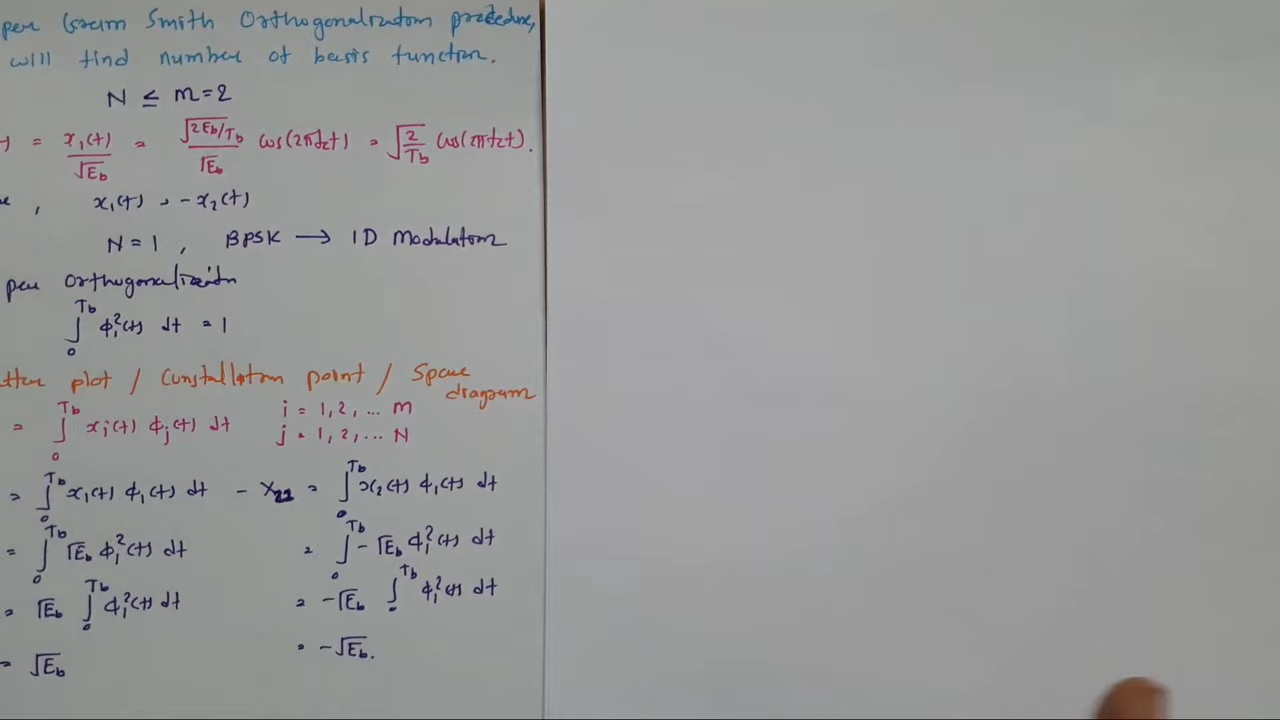 per Gram Smith Orthogonalization procedure,
will find number of basis function.
N ≤ m = 2
= x₁(t)/√Eb = √(2Eb/Tb)/√Eb cos(2πfct) = √(2/Tb) cos(2πfct).
, x₁(t) = -x₂(t)
N = 1 , BPSK → 1D Modulation
per Orthogonalization
∫₀^Tb ϕ₁²(t) dt = 1
plot / Constellation point / Space
diagram
= ∫₀^Tb xi(t) ϕj(t) dt i = 1, 2, ... M
j = 1, 2, ... N
= ∫₀^Tb x₁(t) ϕ₁(t) dt - X₂₁ = ∫₀^Tb x₂(t) ϕ₁(t) dt
= ∫₀^Tb √Eb ϕ₁²(t) dt = ∫₀^Tb -√Eb ϕ₁²(t) dt
= √Eb ∫₀^Tb ϕ₁²(t) dt = -√Eb ∫₀^Tb ϕ₁²(t) dt
= √Eb = -√Eb.